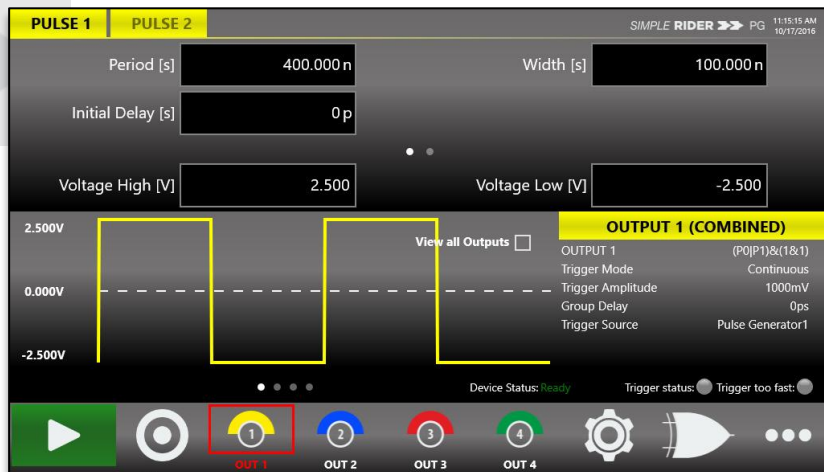 PULSE 1 PULSE 2 SIMPLE RIDER PG 11:15:15 AM
10/17/2016
Period [s] 400.000 n Width [s] 100.000 n
Initial Delay [s] 0 p
Voltage High [V] 2.500 Voltage Low [V] -2.500
2.500V
0.000V
-2.500V
View all Outputs
OUTPUT 1 (COMBINED)
OUTPUT 1 (P0|P1)&(1&1)
Trigger Mode Continuous
Trigger Amplitude 1000mV
Group Delay 0ps
Trigger Source Pulse Generator1
Device Status: Ready Trigger status: Trigger too fast:
1 2 3 4
OUT 1 OUT 2 OUT 3 OUT 4